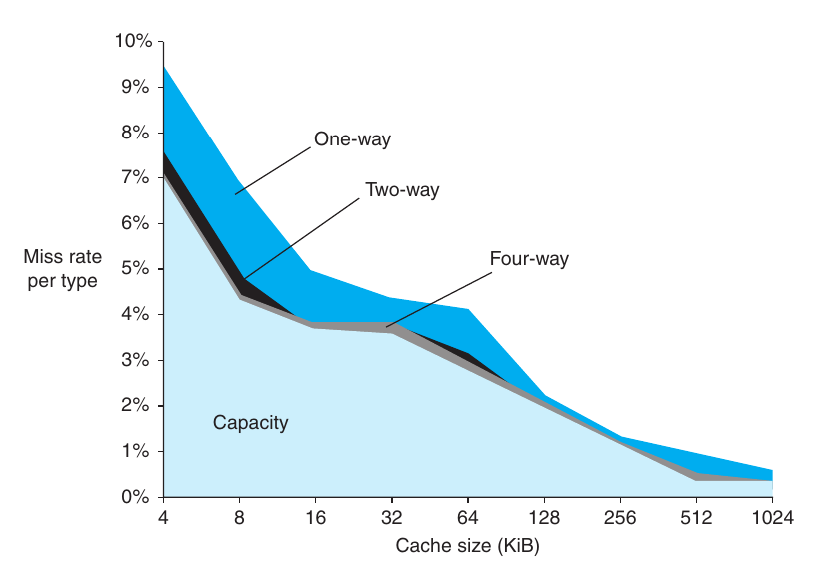 10%
9%
8%
7%
6%
5%
4%
3%
2%
1%
0%
Miss rate
per type
One-way
Two-way
Four-way
Capacity
4 8 16 32 64 128 256 512 1024
Cache size (KiB)